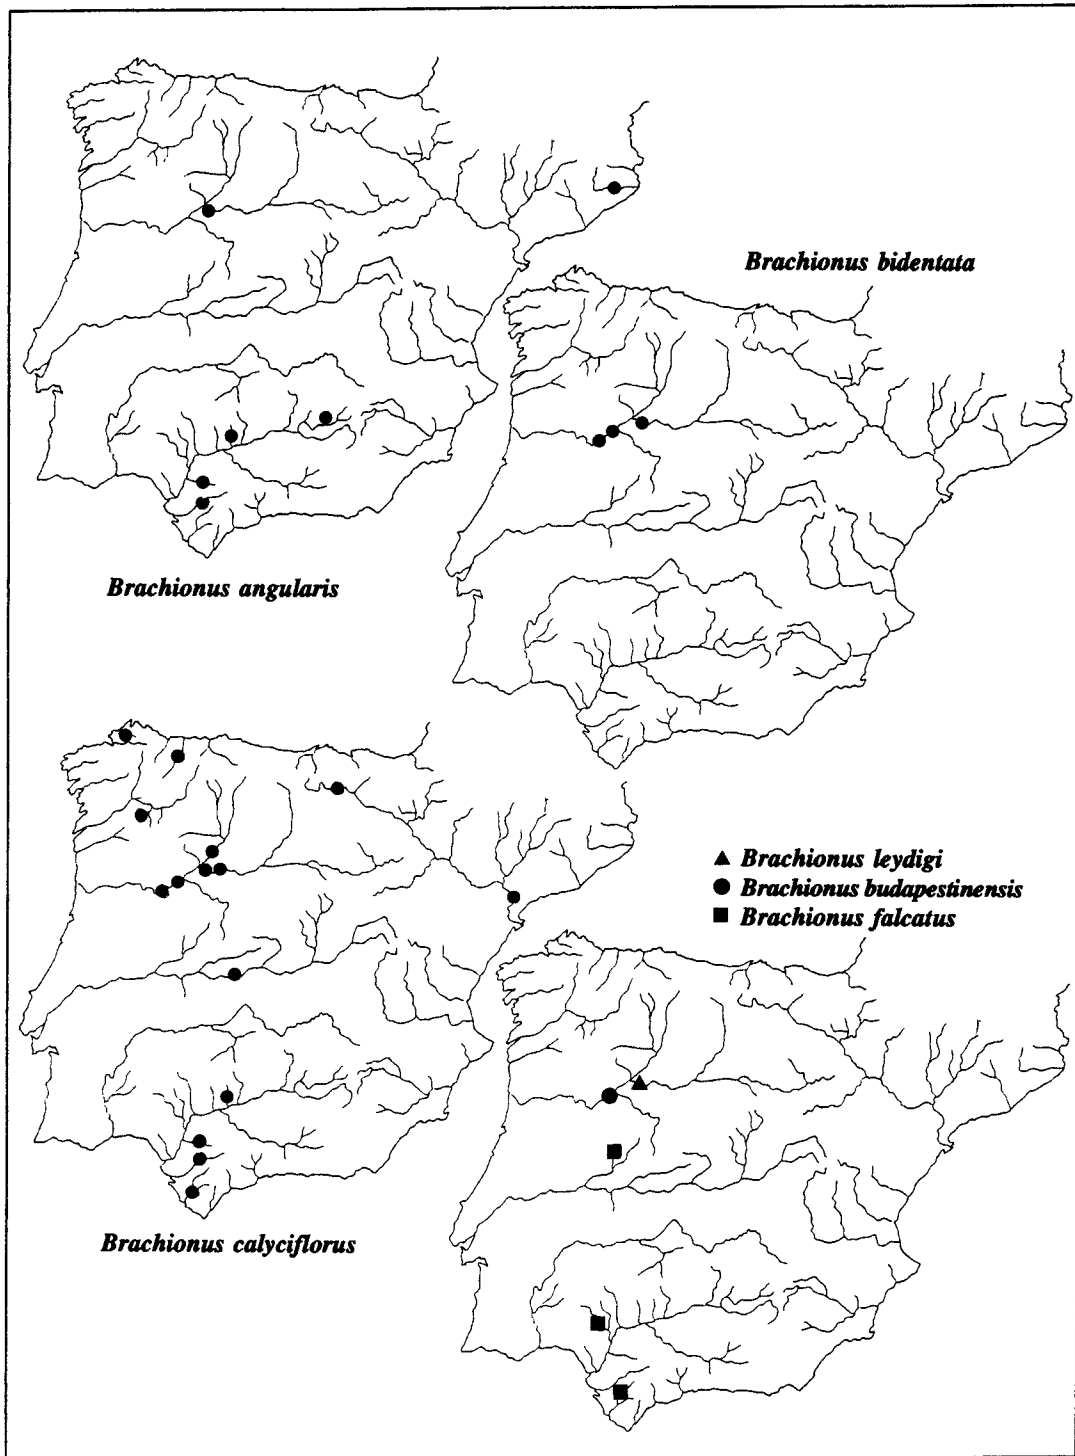 Brachionus bidentata
Brachionus angularis
Brachionus leydigi
Brachionus budapestinensis
Brachionus falcatus
Brachionus calyciflorus